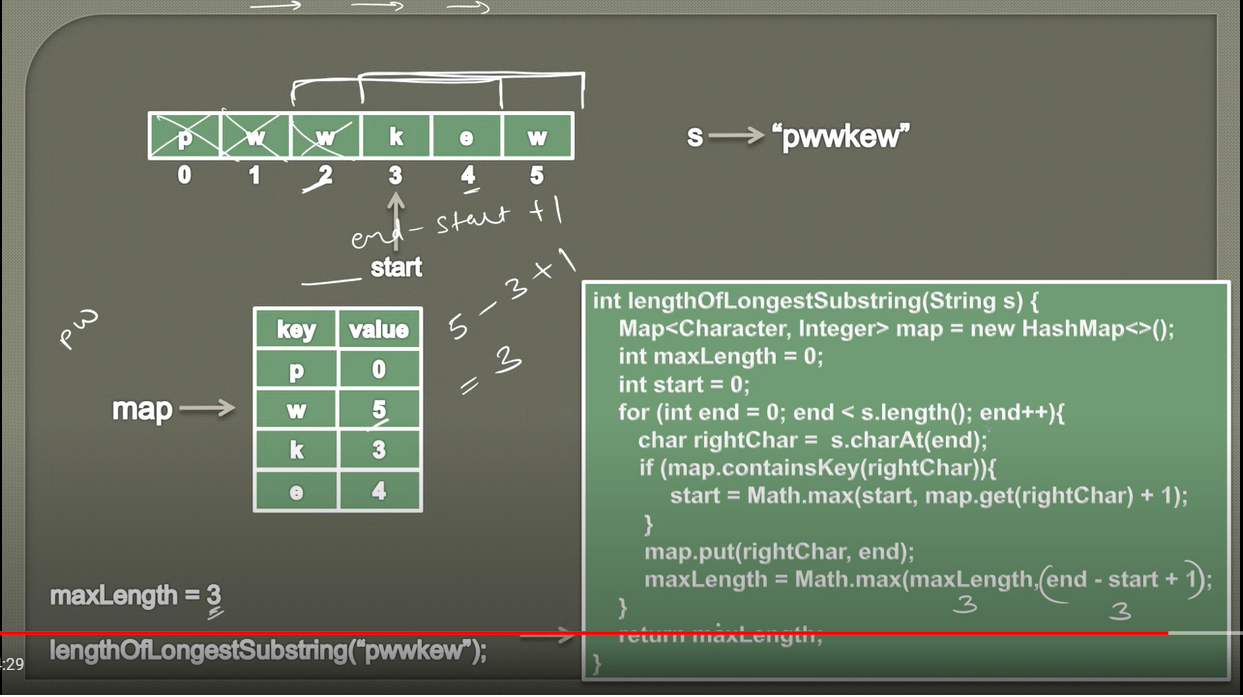 p w w k e w
0 1 2 3 4 5
s → "pwwkew"
end - start + 1
start
5 - 3 + 1
= 3
pw
map →
key value
p 0
w 5
k 3
e 4
maxLength = 3
lengthOfLongestSubstring("pwwkew");
int lengthOfLongestSubstring(String s) {
Map<Character, Integer> map = new HashMap<>();
int maxLength = 0;
int start = 0;
for (int end = 0; end < s.length(); end++){
char rightChar = s.charAt(end);
if (map.containsKey(rightChar)){
start = Math.max(start, map.get(rightChar) + 1);
}
map.put(rightChar, end);
maxLength = Math.max(maxLength, (end - start + 1);
3 3
}
return maxLength;
}
:29